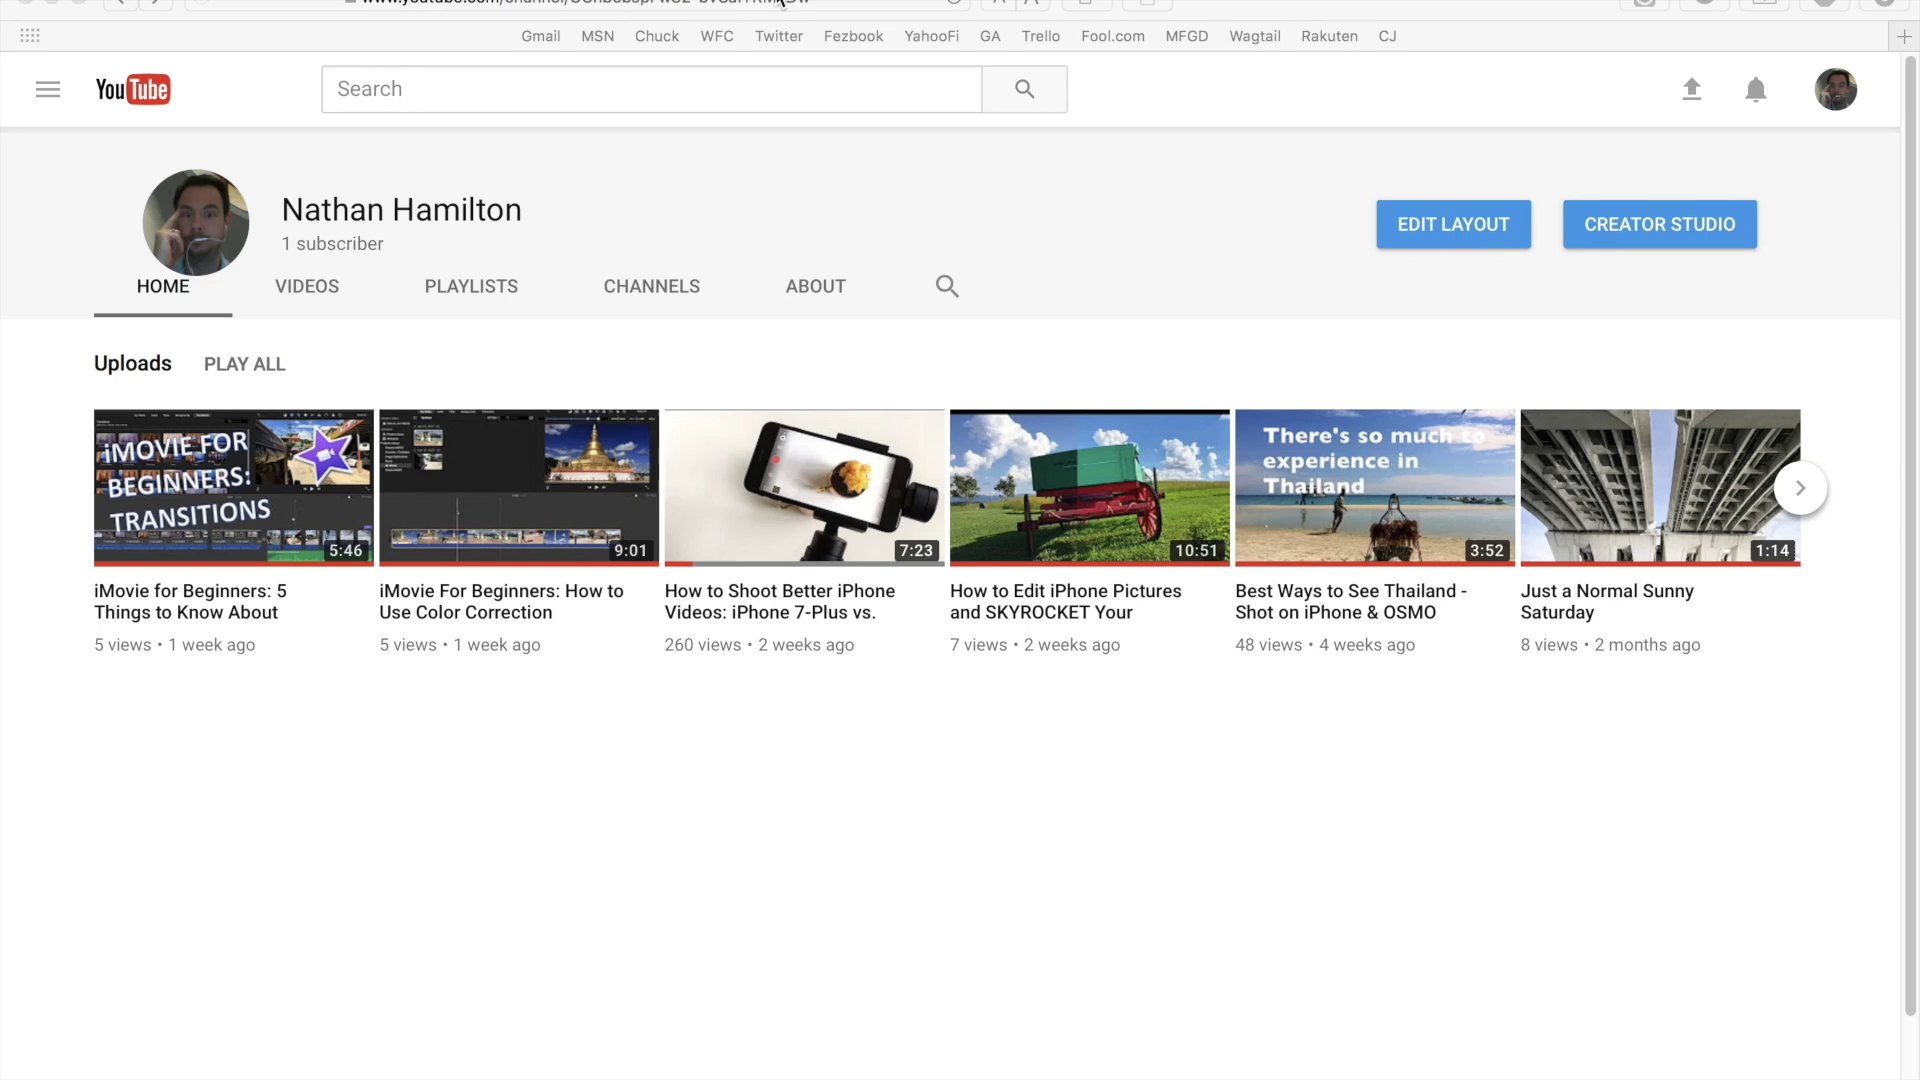 Gmail MSN Chuck WFC Twitter Fezbook YahooFi GA Trello Fool.com MFGD Wagtail Rakuten CJ
YouTube
Search
Nathan Hamilton
1 subscriber
EDIT LAYOUT
CREATOR STUDIO
HOME VIDEOS PLAYLISTS CHANNELS ABOUT
Uploads PLAY ALL
iMOVIE FOR
BEGINNERS:
TRANSITIONS
5:46
9:01
7:23
10:51
There's so much to
experience in
Thailand
3:52
1:14
iMovie for Beginners: 5
Things to Know About
5 views • 1 week ago
iMovie For Beginners: How to
Use Color Correction
5 views • 1 week ago
How to Shoot Better iPhone
Videos: iPhone 7-Plus vs.
260 views • 2 weeks ago
How to Edit iPhone Pictures
and SKYROCKET Your
7 views • 2 weeks ago
Best Ways to See Thailand -
Shot on iPhone & OSMO
48 views • 4 weeks ago
Just a Normal Sunny
Saturday
8 views • 2 months ago